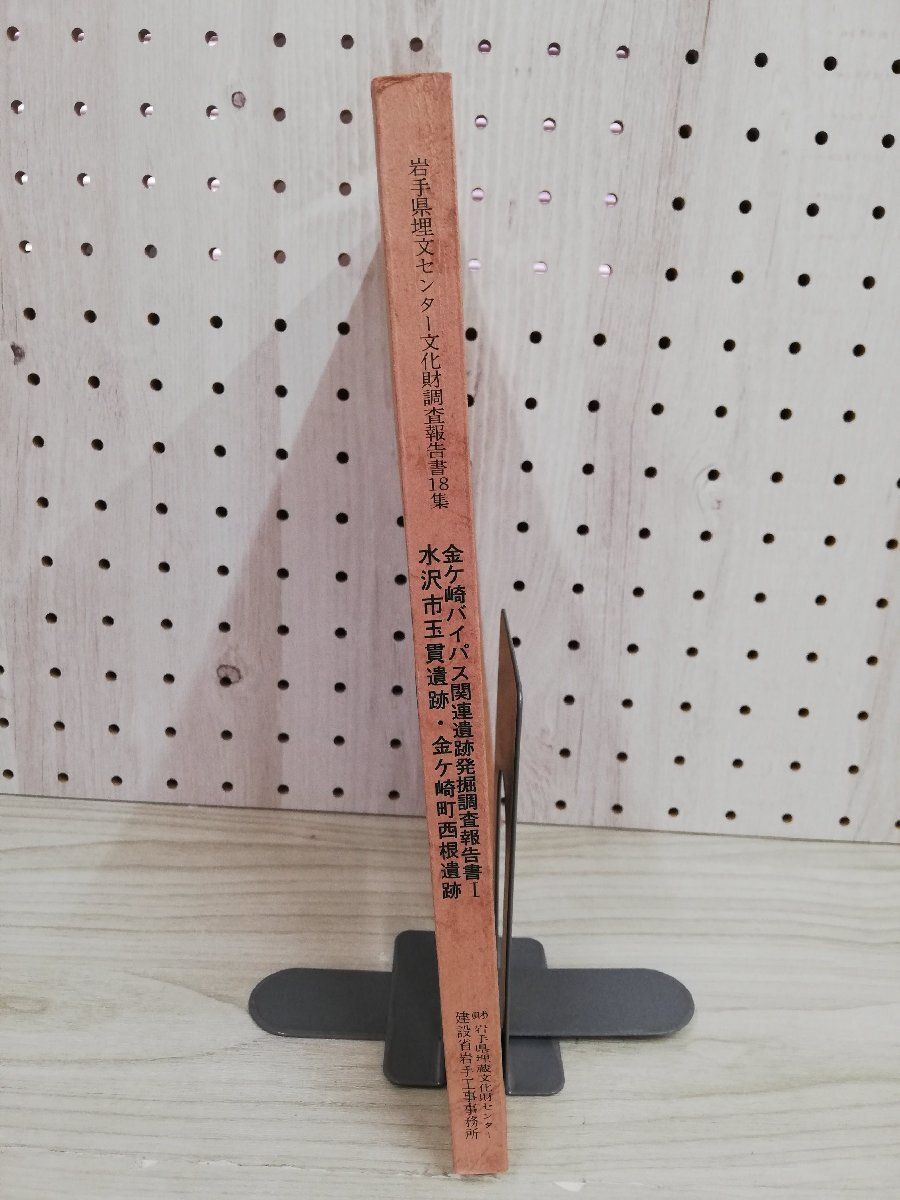 岩手県埋文センター文化財調査報告書18集
金ケ崎バイパス関連遺跡発掘調査報告書I
水沢市玉貫遺跡・金ケ崎町西根遺跡
財 岩手県埋蔵文化財センター
建設省岩手工事事務所